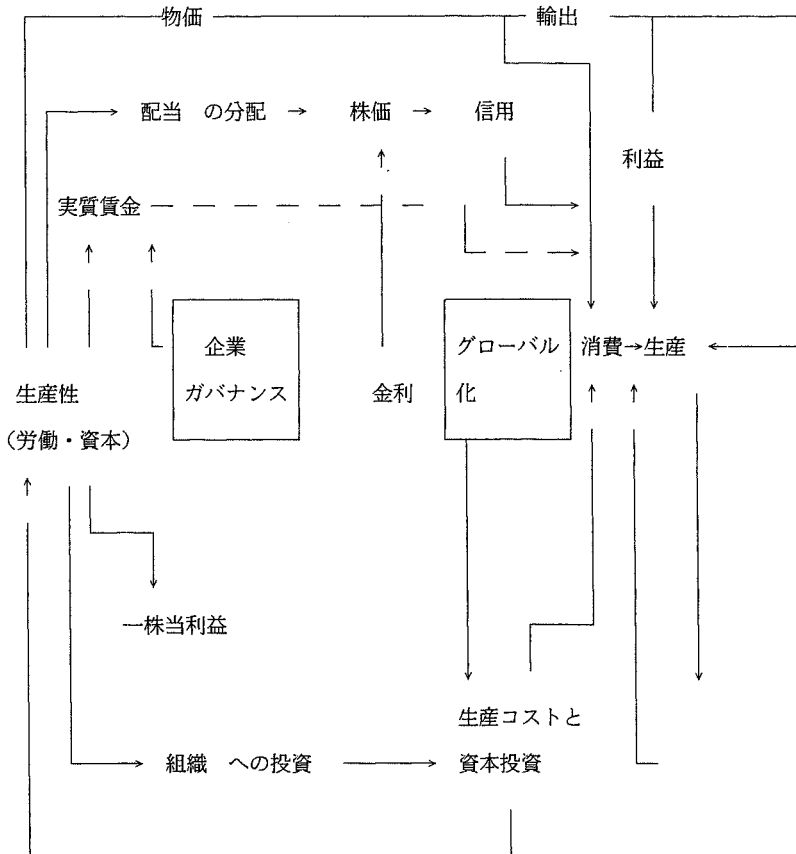 物価 輸出
配当 の分配 → 株価 → 信用
利益
実質賃金
企業
ガバナンス
グローバル
化
消費→生産
生産性
(労働・資本)
金利
一株当利益
生産コストと
資本投資
組織 への投資